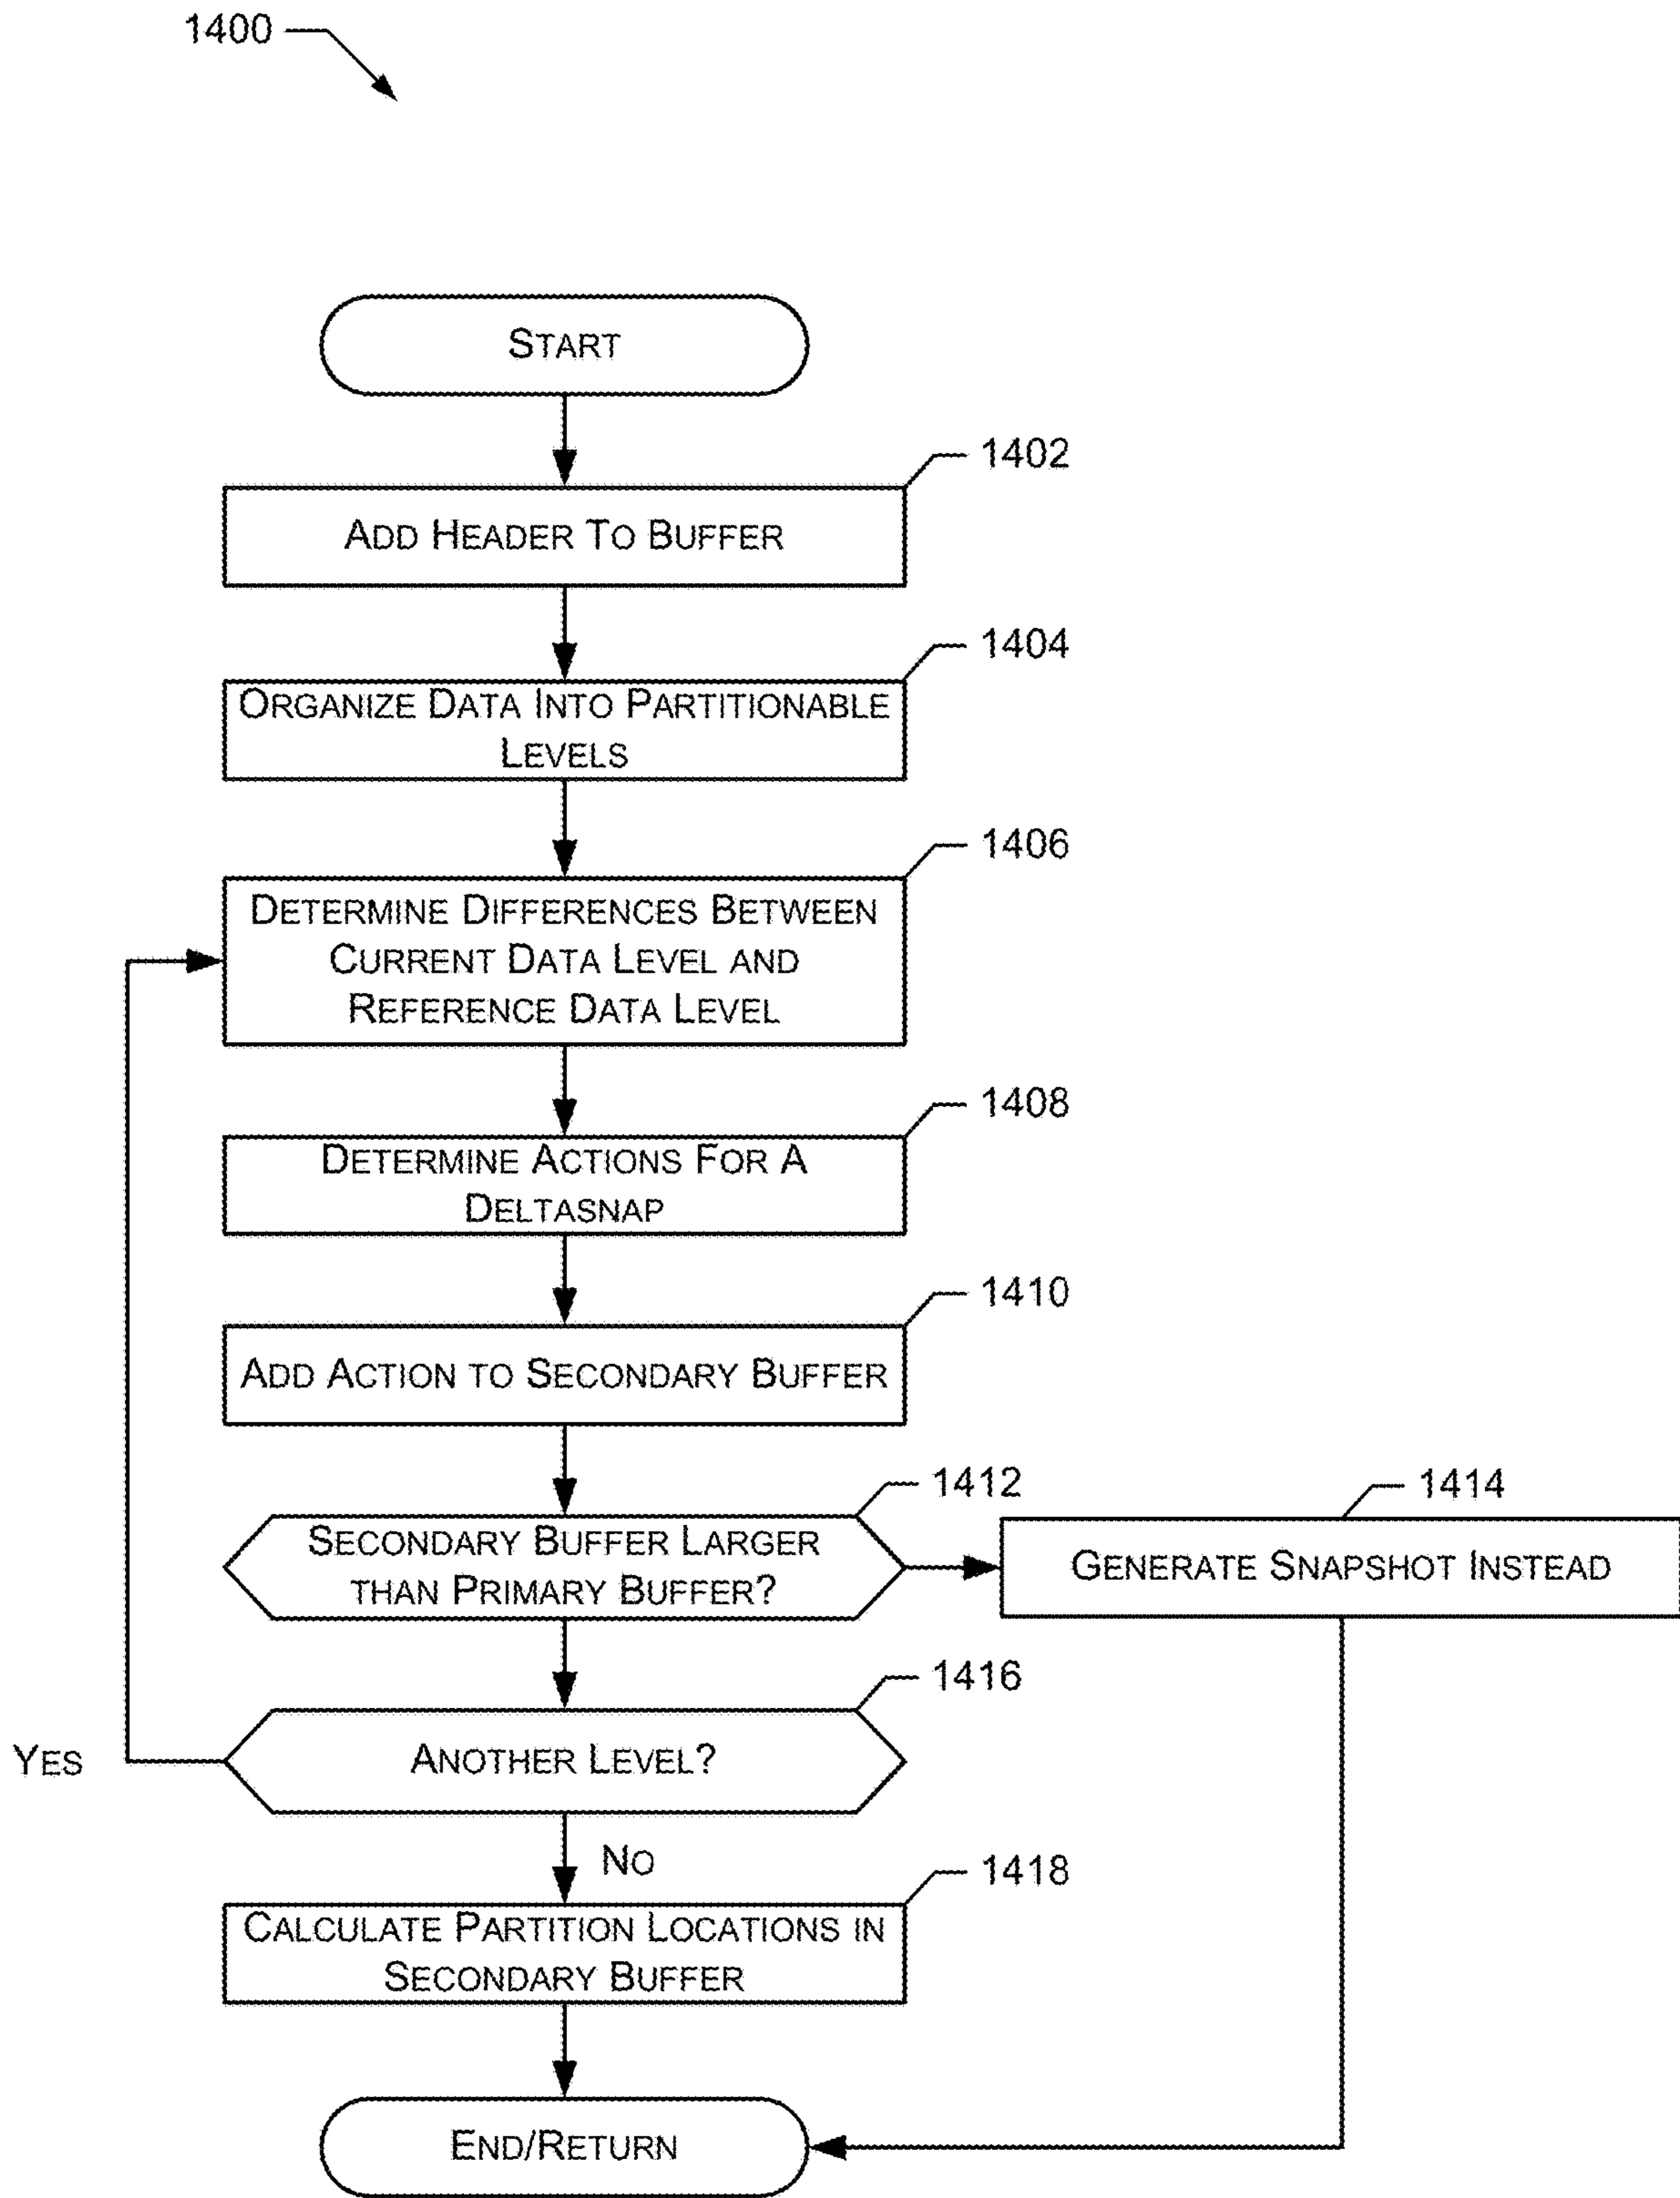 1400
START
1402
ADD HEADER TO BUFFER
1404
ORGANIZE DATA INTO PARTITIONABLE
LEVELS
1406
DETERMINE DIFFERENCES BETWEEN
CURRENT DATA LEVEL AND
REFERENCE DATA LEVEL
1408
DETERMINE ACTIONS FOR A
DELTASNAP
1410
ADD ACTION TO SECONDARY BUFFER
1412
SECONDARY BUFFER LARGER
THAN PRIMARY BUFFER?
1414
GENERATE SNAPSHOT INSTEAD
1416
ANOTHER LEVEL?
YES
NO
1418
CALCULATE PARTITION LOCATIONS IN
SECONDARY BUFFER
END/RETURN